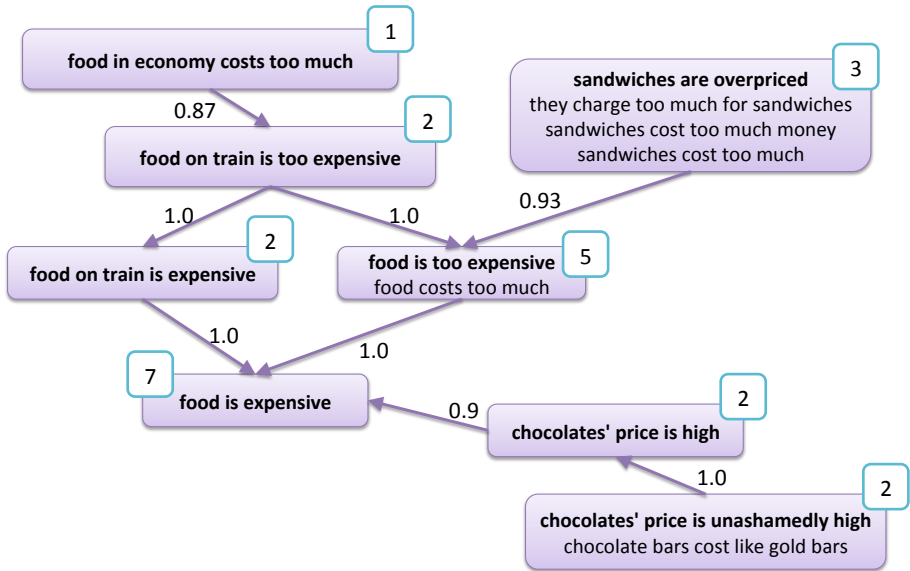 1
food in economy costs too much
3
sandwiches are overpriced
they charge too much for sandwiches
sandwiches cost too much money
sandwiches cost too much
0.87
2
food on train is too expensive
1.0
1.0
0.93
2
food on train is expensive
5
food is too expensive
food costs too much
1.0
1.0
7
food is expensive
0.9
2
chocolates' price is high
1.0
2
chocolates' price is unashamedly high
chocolate bars cost like gold bars